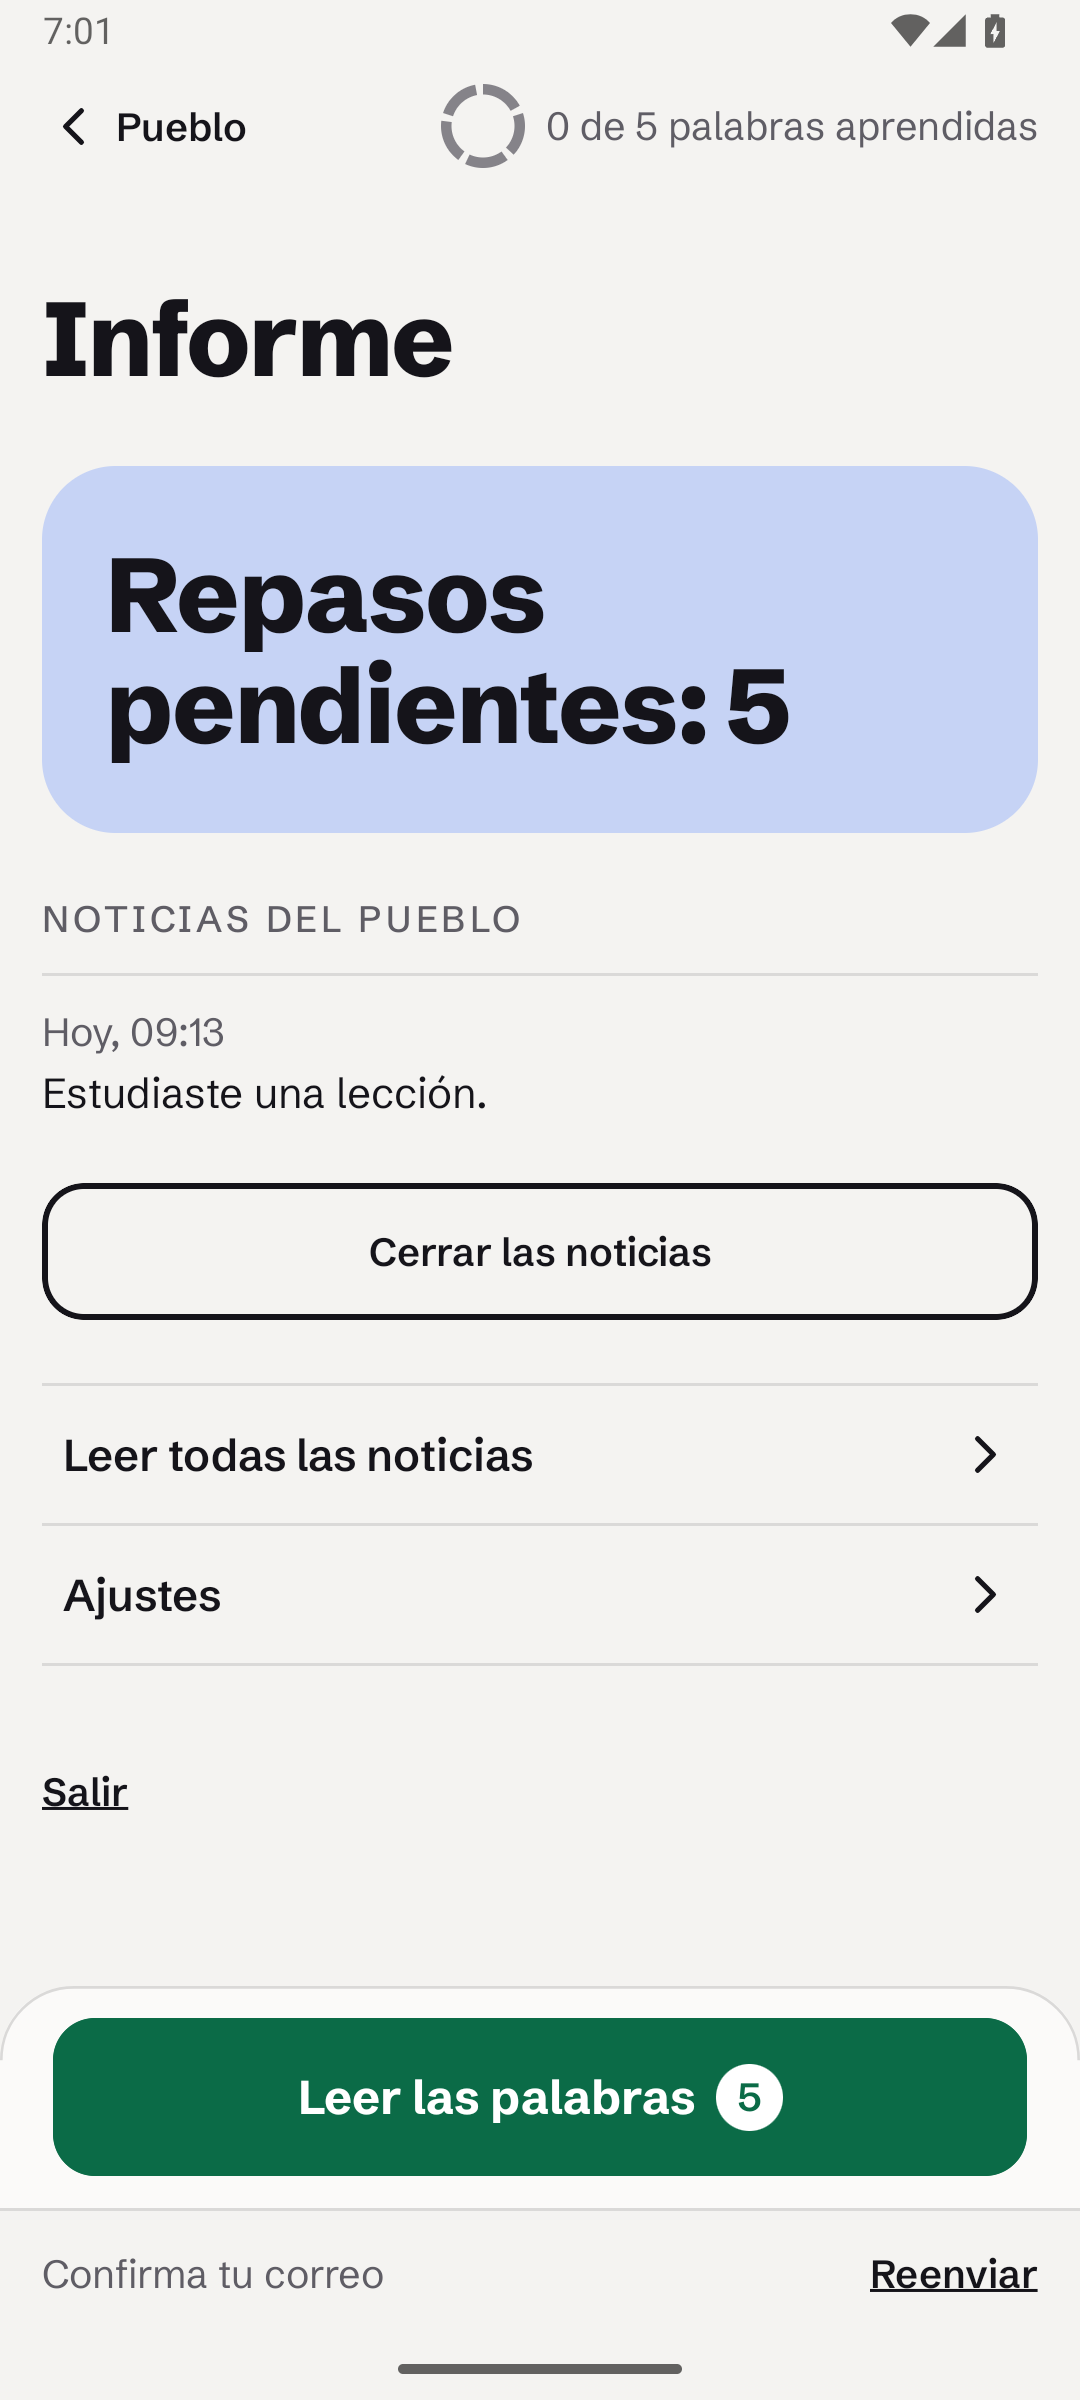 7:01
Pueblo
0 de 5 palabras aprendidas
Informe
Repasos
pendientes: 5
NOTICIAS DEL PUEBLO
Hoy, 09:13
Estudiaste una lección.
Cerrar las noticias
Leer todas las noticias
Ajustes
Salir
Leer las palabras 5
Confirma tu correo
Reenviar